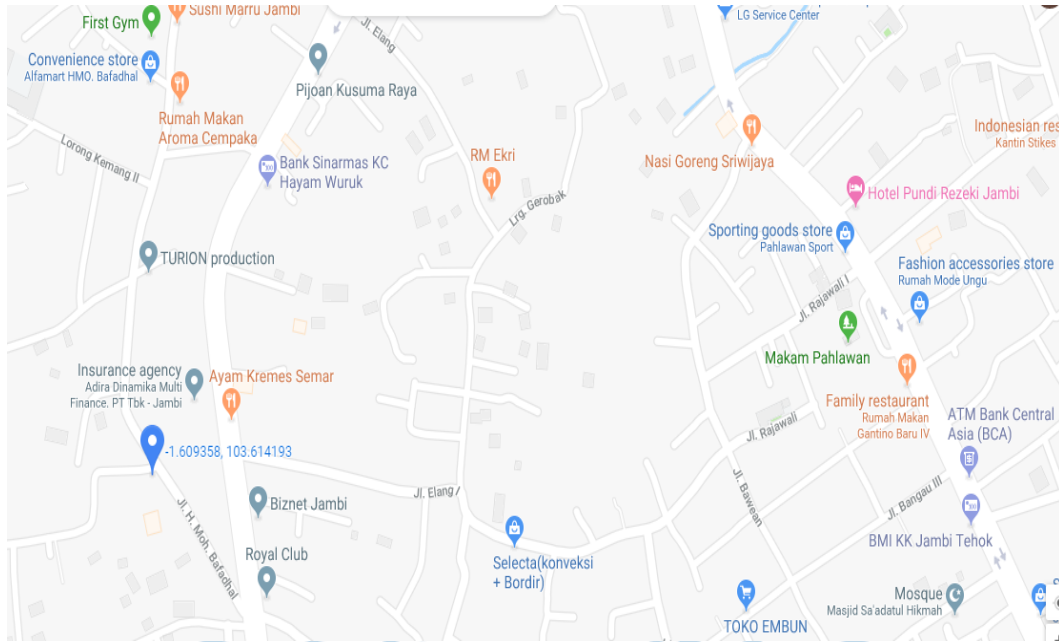 Sushi Marru Jambi
First Gym
Jl. Elang
LG Service Center
Convenience store
Alfamart HMO. Bafadhal
Pijoan Kusuma Raya
Rumah Makan
Aroma Cempaka
Indonesian res
Kantin Stikes
Lorong Kemang II
Bank Sinarmas KC
Hayam Wuruk
RM Ekri
Nasi Goreng Sriwijaya
Hotel Pundi Rezeki Jambi
Lrg. Gerobak
Sporting goods store
Pahlawan Sport
TURION production
Fashion accessories store
Rumah Mode Ungu
Jl. Rajawali I
Makam Pahlawan
Insurance agency
Adira Dinamika Multi
Finance. PT Tbk - Jambi
Ayam Kremes Semar
Family restaurant
Rumah Makan
Gantino Baru IV
ATM Bank Central
Asia (BCA)
Jl. Rajawali
-1.609358, 103.614193
Jl. Elang I
Jl. Bawean
Jl. Bangau III
Jl. H. Moh. Bafadhal
Biznet Jambi
BMI KK Jambi Tehok
Royal Club
Selecta(konveksi
+ Bordir)
Mosque
Masjid Sa'adatul Hikmah
TOKO EMBUN